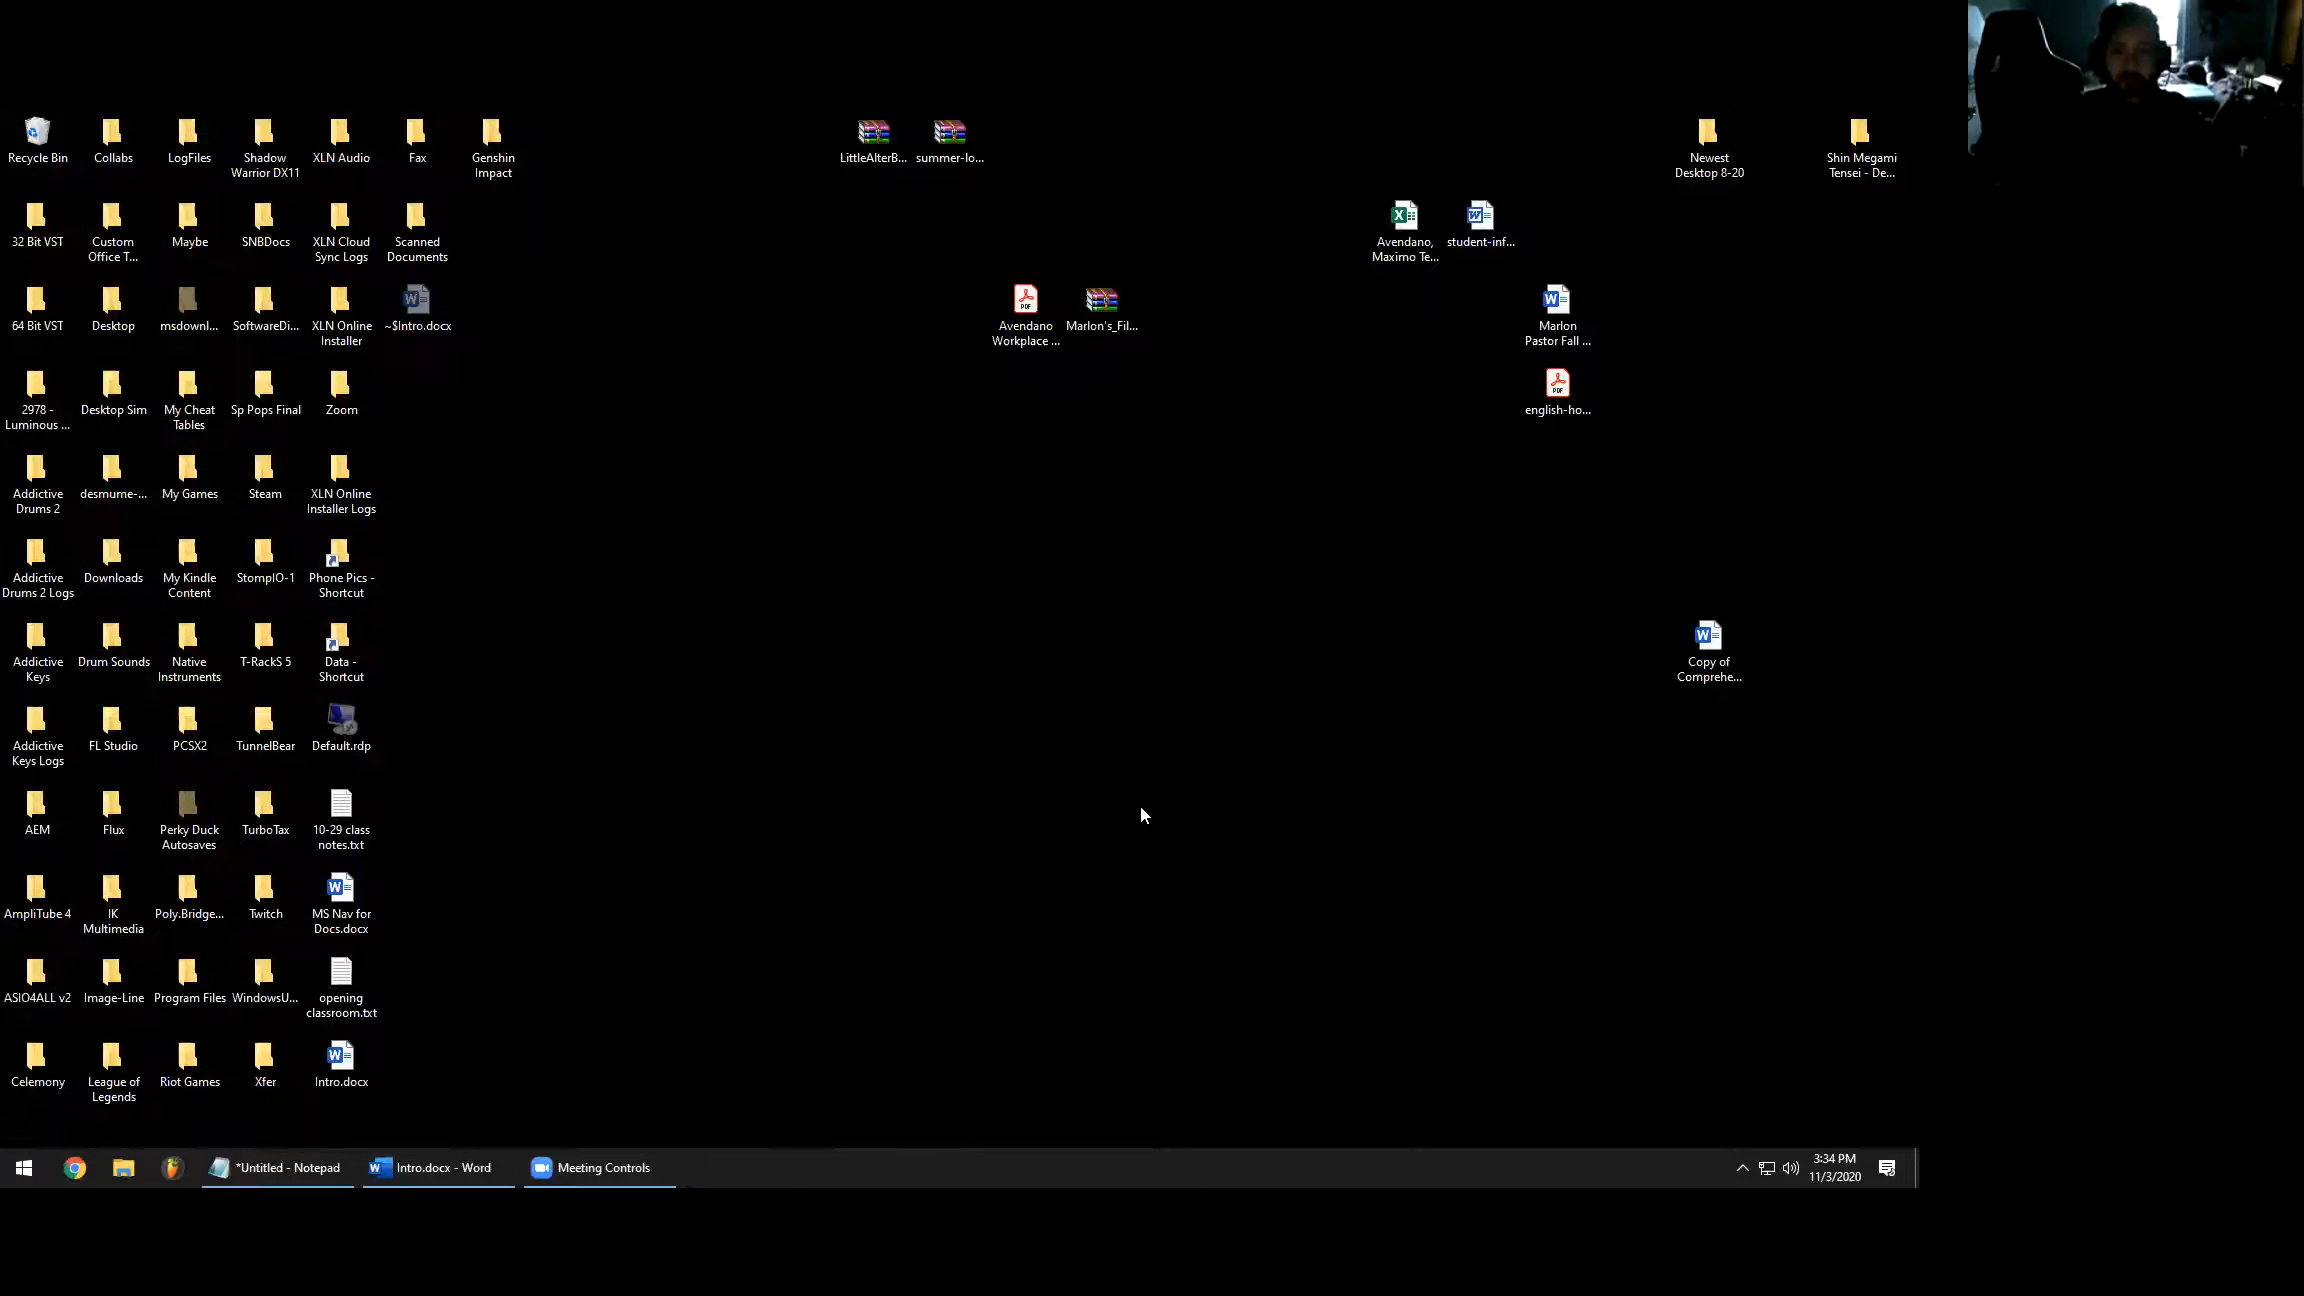 Recycle Bin
Collabs
LogFiles
Shadow
Warrior DX11
XLN Audio
Fax
Genshin
Impact
LittleAlterB...
summer-lo...
Newest
Desktop 8-20
Shin Megami
Tensei - De...
32 Bit VST
Custom
Office T...
Maybe
SNBDocs
XLN Cloud
Sync Logs
Scanned
Documents
Avendano,
Maximo Te...
student-inf...
64 Bit VST
Desktop
msdownl...
SoftwareDi...
XLN Online
Installer
~$Intro.docx
Avendano
Workplace ...
Marlon's_Fil...
Marlon
Pastor Fall ...
2978 -
Luminous ...
Desktop Sim
My Cheat
Tables
Sp Pops Final
Zoom
english-ho...
Addictive
Drums 2
desmume-...
My Games
Steam
XLN Online
Installer Logs
Addictive
Drums 2 Logs
Downloads
My Kindle
Content
StompIO-1
Phone Pics -
Shortcut
Addictive
Keys
Drum Sounds
Native
Instruments
T-RackS 5
Data -
Shortcut
Copy of
Comprehe...
Addictive
Keys Logs
FL Studio
PCSX2
TunnelBear
Default.rdp
AEM
Flux
Perky Duck
Autosaves
TurboTax
10-29 class
notes.txt
AmpliTube 4
IK
Multimedia
Poly.Bridge...
Twitch
MS Nav for
Docs.docx
ASIO4ALL v2
Image-Line
Program Files
WindowsU...
opening
classroom.txt
Celemony
League of
Legends
Riot Games
Xfer
Intro.docx
*Untitled - Notepad
Intro.docx - Word
Meeting Controls
3:34 PM
11/3/2020